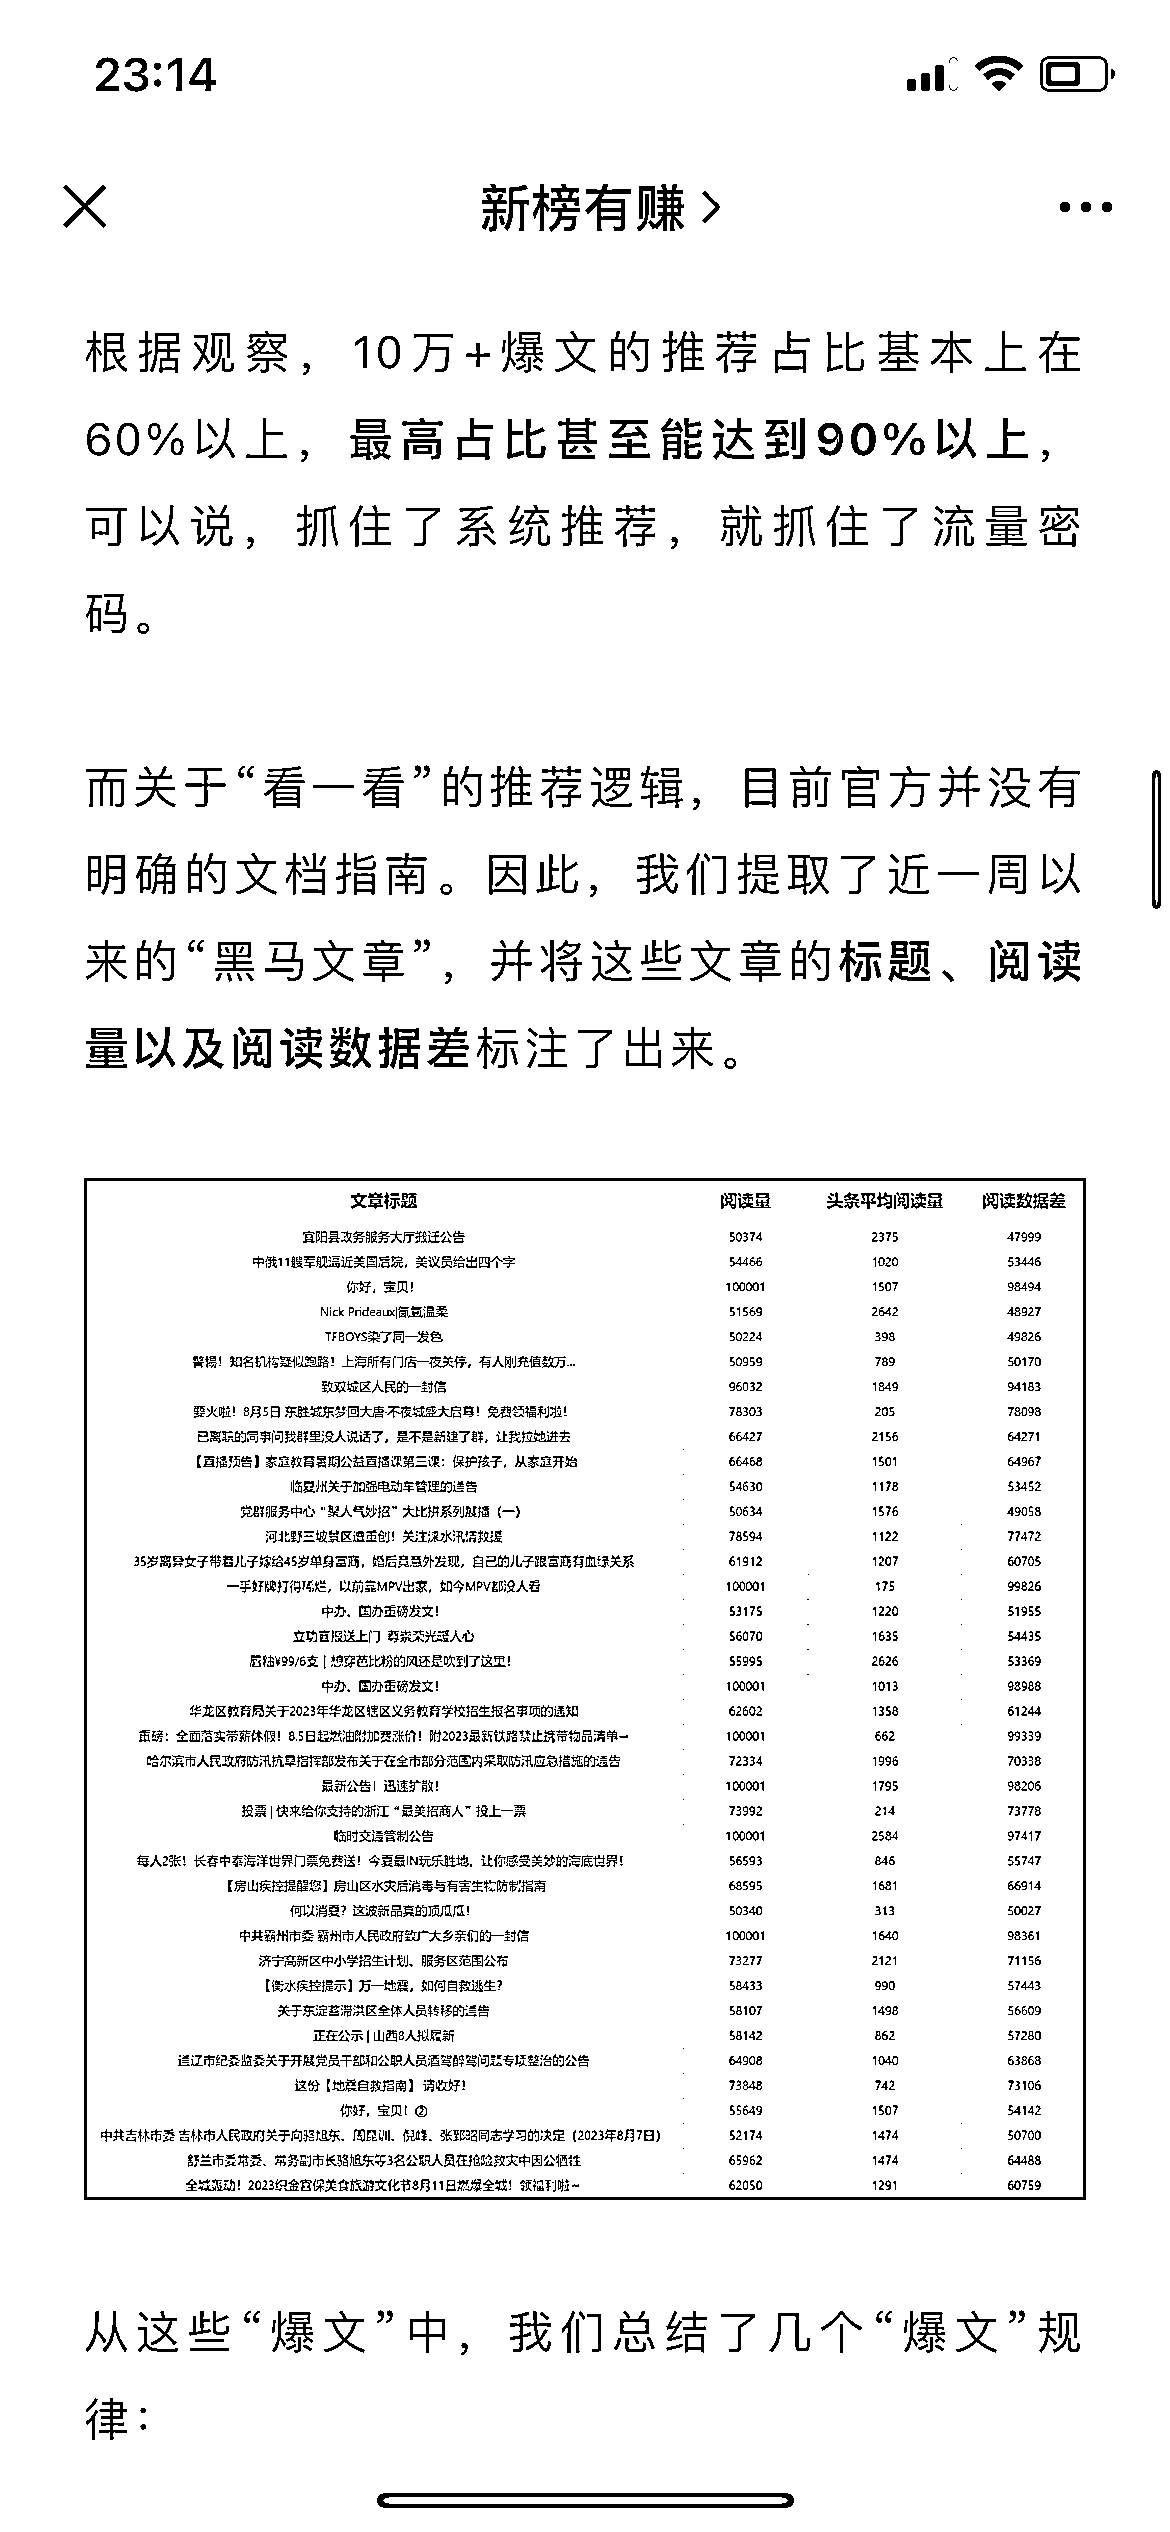 23:14
新榜有赚
根据观察，10万+爆文的推荐占比基本上在
60%以上，最高占比甚至能达到90%以上，
可以说，抓住了系统推荐，就抓住了流量密
码。
而关于“看一看”的推荐逻辑，目前官方并没有
明确的文档指南。因此，我们提取了近一周以
来的“黑马文章”，并将这些文章的标题、阅读
量以及阅读数据差标注了出来。
文章标题 阅读量 头条平均阅读量 阅读数据差
宜阳县政务服务大厅搬迁公告 50374 2375 47999
中俄11艘军舰逼近美国后院，美议员给出四个字 54466 1020 53446
你好，宝贝！ 100001 1507 98494
Nick Prideaux|氤氲温柔 51569 2642 48927
TFBOYS染了同一发色 50224 398 49826
警惕！知名机构疑似跑路！上海所有门店一夜关停，有人刚充值数万... 50959 789 50170
致双城区人民的一封信 96032 1849 94183
要火啦！8月5日 东胜城东梦回大唐·不夜城盛大启幕！免费领福利啦！ 78303 205 78098
已离职的同事问我群里没人说话了，是不是新建了群，让我拉她进去 66427 2156 64271
【直播预告】家庭教育暑期公益直播课第三课：保护孩子，从家庭开始 66468 1501 64967
临夏州关于加强电动车管理的通告 54630 1178 53452
党群服务中心“聚人气妙招”大比拼系列展播（一） 50634 1576 49058
河北野三坡景区遭重创！关注涞水汛情救援 78594 1122 77472
35岁离异女子带着儿子嫁给45岁单身富商，婚后竟意外发现，自己的儿子跟富商有血缘关系 61912 1207 60705
一手好牌打得稀烂，以前靠MPV出家，如今MPV都没人看 100001 175 99826
中办、国办重磅发文！ 53175 1220 51955
立功喜报送上门 尊崇荣光暖人心 56070 1635 54435
唇釉¥99/6支 | 想穿芭比粉的风还是吹到了这里！ 55995 2626 53369
中办、国办重磅发文！ 100001 1013 98988
华龙区教育局关于2023年华龙区辖区义务教育学校招生报名事项的通知 62602 1358 61244
重磅：全面落实带薪休假！8.5日起燃油附加费涨价！附2023最新铁路禁止携带物品清单~ 100001 662 99339
哈尔滨市人民政府防汛抗旱指挥部发布关于在全市部分范围内采取防汛应急措施的通告 72334 1996 70338
最新公告！迅速扩散！ 100001 1795 98206
投票 | 快来给你支持的浙江“最美招商人”投上一票 73992 214 73778
临时交通管制公告 100001 2584 97417
每人2张！长春中泰海洋世界门票免费送！今夏最IN玩乐胜地，让你感受美妙的海底世界！ 56593 846 55747
【房山疾控提醒您】房山区水灾后消毒与有害生物防制指南 68595 1681 66914
何以消夏？这波新品真的顶瓜瓜！ 50340 313 50027
中共霸州市委 霸州市人民政府致广大乡亲们的一封信 100001 1640 98361
济宁高新区中小学招生计划、服务区范围公布 73277 2121 71156
【衡水疾控提示】万一地震，如何自救逃生？ 58433 990 57443
关于东淀蓄滞洪区全体人员转移的通告 58107 1498 56609
正在公示 | 山西8人拟履新 58142 862 57280
通辽市纪委监委关于开展党员干部和公职人员酒驾醉驾问题专项整治的公告 64908 1040 63868
这份【地震自救指南】 请收好！ 73848 742 73106
你好，宝贝！② 55649 1507 54142
中共吉林市委 吉林市人民政府关于向骆旭东、周昆训、倪峰、张郅韬同志学习的决定（2023年8月7日） 52174 1474 50700
舒兰市委常委、常务副市长骆旭东等3名公职人员在抢险救灾中因公牺牲 65962 1474 64488
全城轰动！2023织金宫保美食旅游文化节8月11日燃爆全城！领福利啦~ 62050 1291 60759
从这些“爆文”中，我们总结了几个“爆文”规
律：